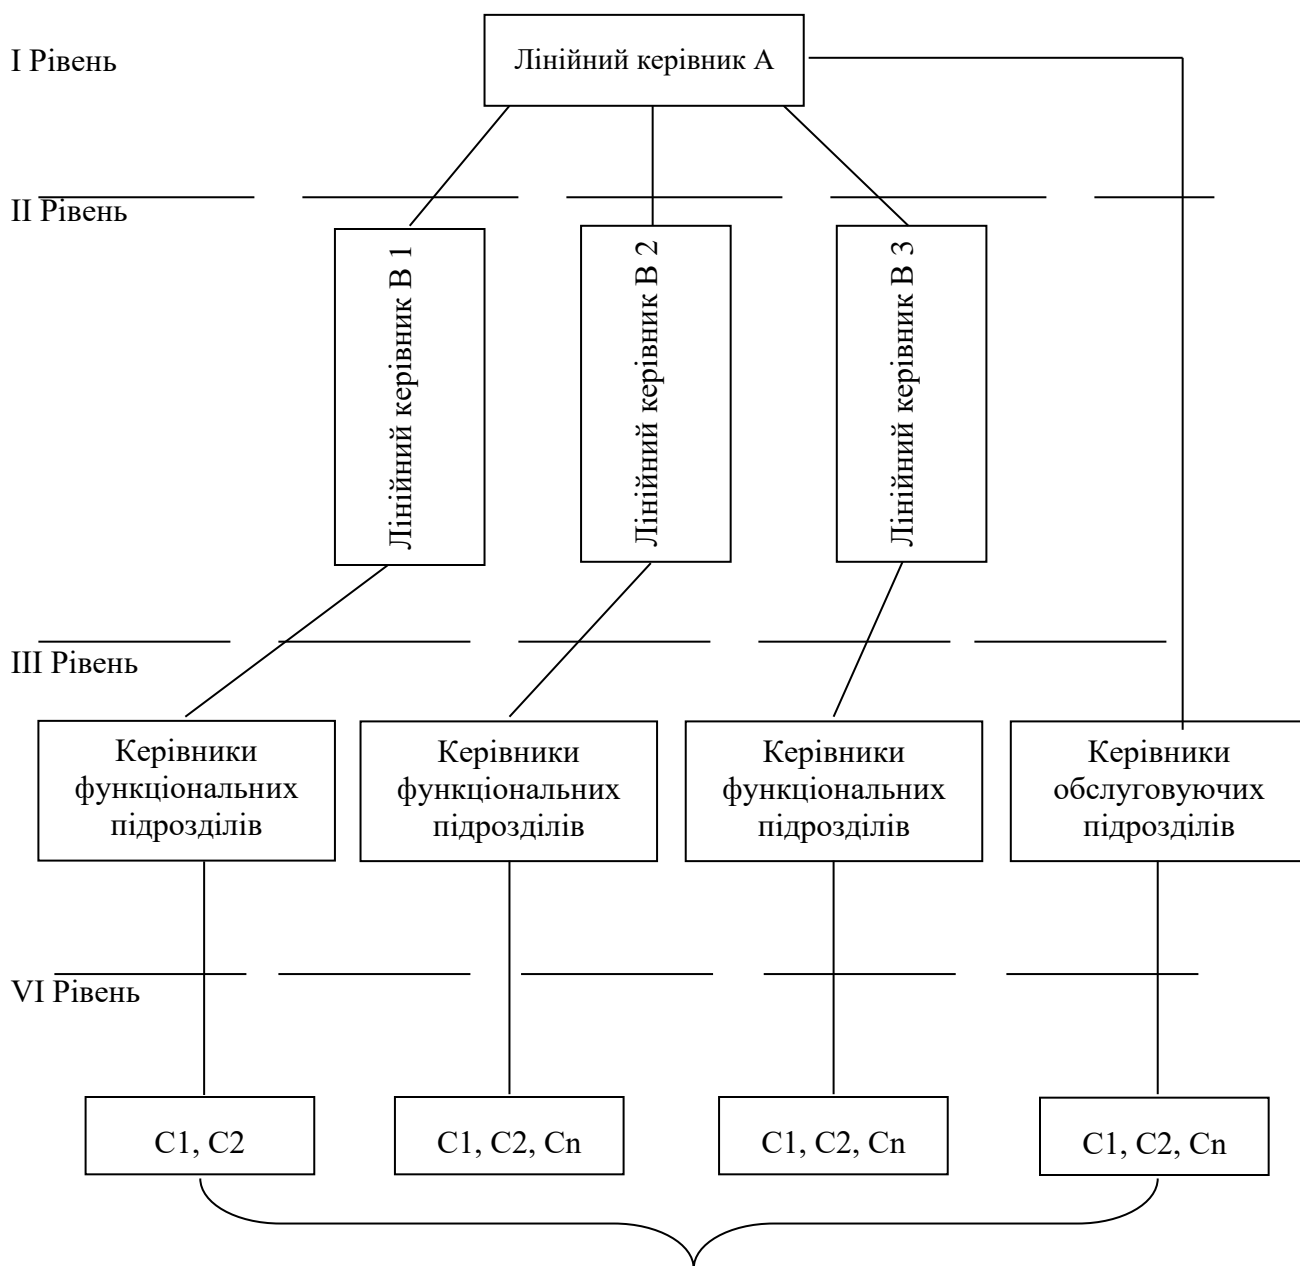 І Рівень
Лінійний керівник А
ІІ Рівень
Лінійний керівник В 1
Лінійний керівник В 2
Лінійний керівник В 3
ІІІ Рівень
Керівники
функціональних
підрозділів
Керівники
функціональних
підрозділів
Керівники
функціональних
підрозділів
Керівники
обслуговуючих
підрозділів
VI Рівень
С1, С2
С1, С2, Сn
С1, С2, Сn
С1, С2, Сn